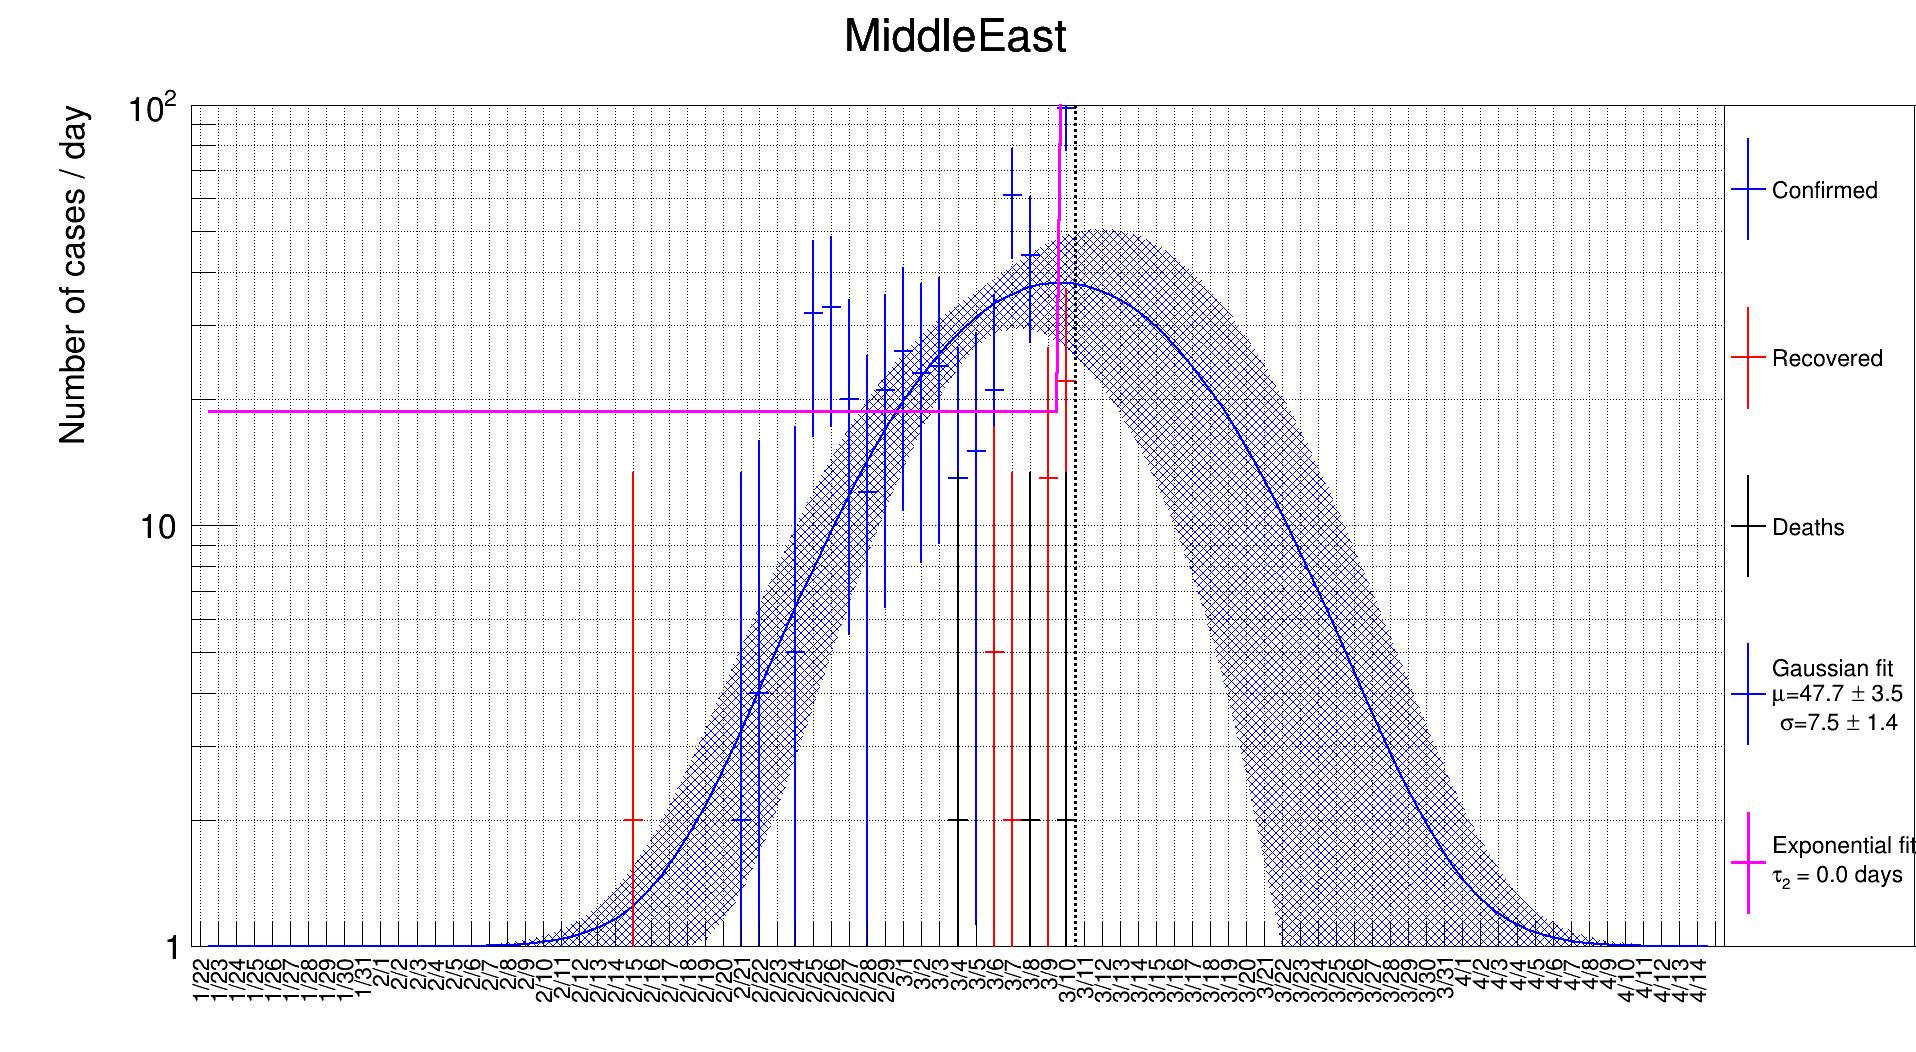 MiddleEast
Number of cases / day
10²
10
1
1/22 1/23 1/24 1/25 1/26 1/27 1/28 1/29 1/30 1/31 2/1 2/2 2/3 2/4 2/5 2/6 2/7 2/8 2/9 2/10 2/11 2/12 2/13 2/14 2/15 2/16 2/17 2/18 2/19 2/20 2/21 2/22 2/23 2/24 2/25 2/26 2/27 2/28 2/29 3/1 3/2 3/3 3/4 3/5 3/6 3/7 3/8 3/9 3/10 3/11 3/12 3/13 3/14 3/15 3/16 3/17 3/18 3/19 3/20 3/21 3/22 3/23 3/24 3/25 3/26 3/27 3/28 3/29 3/30 3/31 4/1 4/2 4/3 4/4 4/5 4/6 4/7 4/8 4/9 4/10 4/11 4/12 4/13 4/14
Confirmed
Recovered
Deaths
Gaussian fit
μ=47.7 ± 3.5
σ=7.5 ± 1.4
Exponential fit
τ₂ = 0.0 days